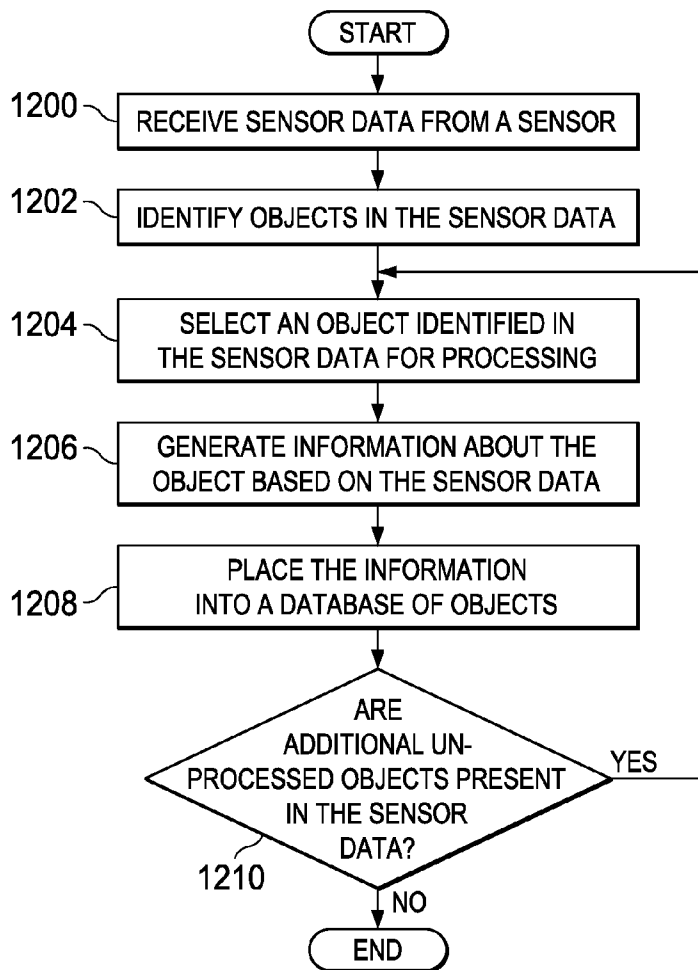 START
1200
RECEIVE SENSOR DATA FROM A SENSOR
1202
IDENTIFY OBJECTS IN THE SENSOR DATA
1204
SELECT AN OBJECT IDENTIFIED IN
THE SENSOR DATA FOR PROCESSING
1206
GENERATE INFORMATION ABOUT THE
OBJECT BASED ON THE SENSOR DATA
1208
PLACE THE INFORMATION
INTO A DATABASE OF OBJECTS
ARE
ADDITIONAL UN-
PROCESSED OBJECTS PRESENT
IN THE SENSOR
DATA?
YES
1210
NO
END